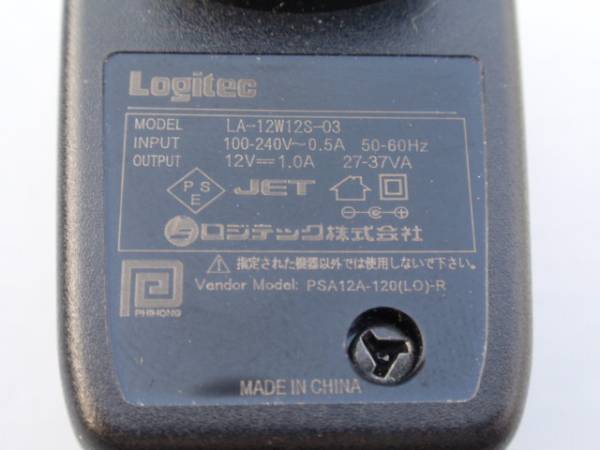 Logitec
MODEL LA-12W12S-03
INPUT 100-240V~0.5A 50-60Hz
OUTPUT 12V⎓1.0A 27-37VA
PSE JET
ロジテック株式会社
⚠指定された機器以外では使用しないで下さい。
PHIHONG
Vendor Model: PSA12A-120(LO)-R
MADE IN CHINA